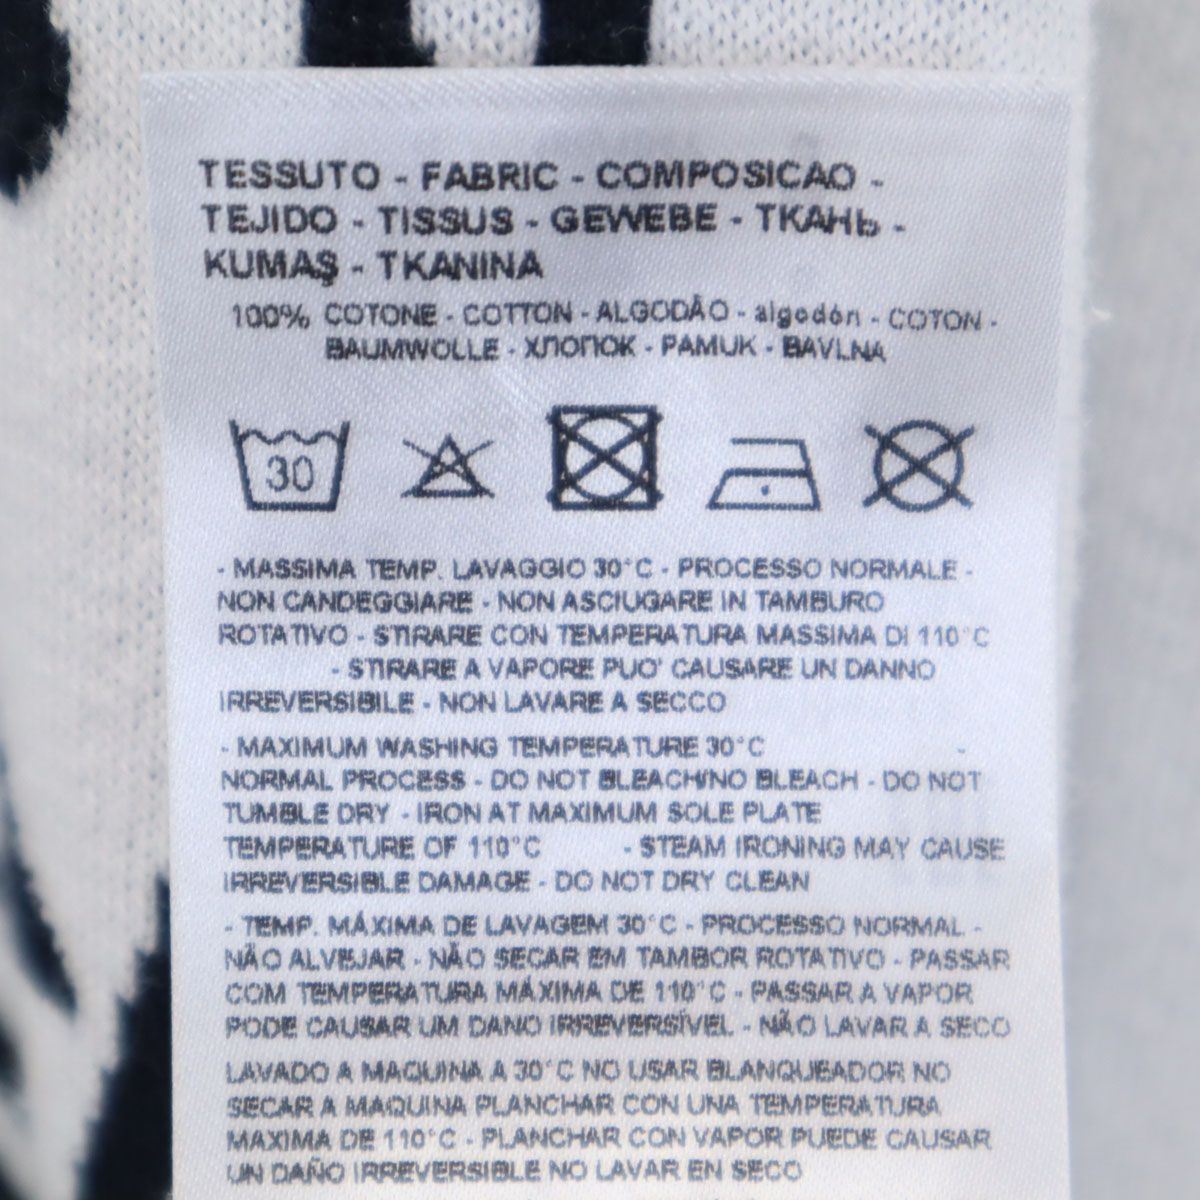 TESSUTO - FABRIC - COMPOSICAO -
TEJIDO - TISSUS - GEWEBE - ТКАНЬ -
KUMAŞ - TKANINA
100% COTONE - COTTON - ALGODÃO - algodón - COTON -
BAUMWOLLE - ХЛОПОК - PAMUK - BAVLNA
30
- MASSIMA TEMP. LAVAGGIO 30°C - PROCESSO NORMALE -
NON CANDEGGIARE - NON ASCIUGARE IN TAMBURO
ROTATIVO - STIRARE CON TEMPERATURA MASSIMA DI 110°C
- STIRARE A VAPORE PUO' CAUSARE UN DANNO
IRREVERSIBILE - NON LAVARE A SECCO
- MAXIMUM WASHING TEMPERATURE 30°C -
NORMAL PROCESS - DO NOT BLEACH/NO BLEACH - DO NOT
TUMBLE DRY - IRON AT MAXIMUM SOLE PLATE
TEMPERATURE OF 110°C - STEAM IRONING MAY CAUSE
IRREVERSIBLE DAMAGE - DO NOT DRY CLEAN
- TEMP. MÁXIMA DE LAVAGEM 30°C - PROCESSO NORMAL -
NÃO ALVEJAR - NÃO SECAR EM TAMBOR ROTATIVO - PASSAR
COM TEMPERATURA MÁXIMA DE 110°C - PASSAR A VAPOR
PODE CAUSAR UM DANO IRREVERSÍVEL - NÃO LAVAR A SECO
LAVADO A MAQUINA A 30°C NO USAR BLANQUEADOR NO
SECAR A MAQUINA PLANCHAR CON UNA TEMPERATURA
MAXIMA DE 110°C - PLANCHAR CON VAPOR PUEDE CAUSAR
UN DAÑO IRREVERSIBLE NO LAVAR EN SECO